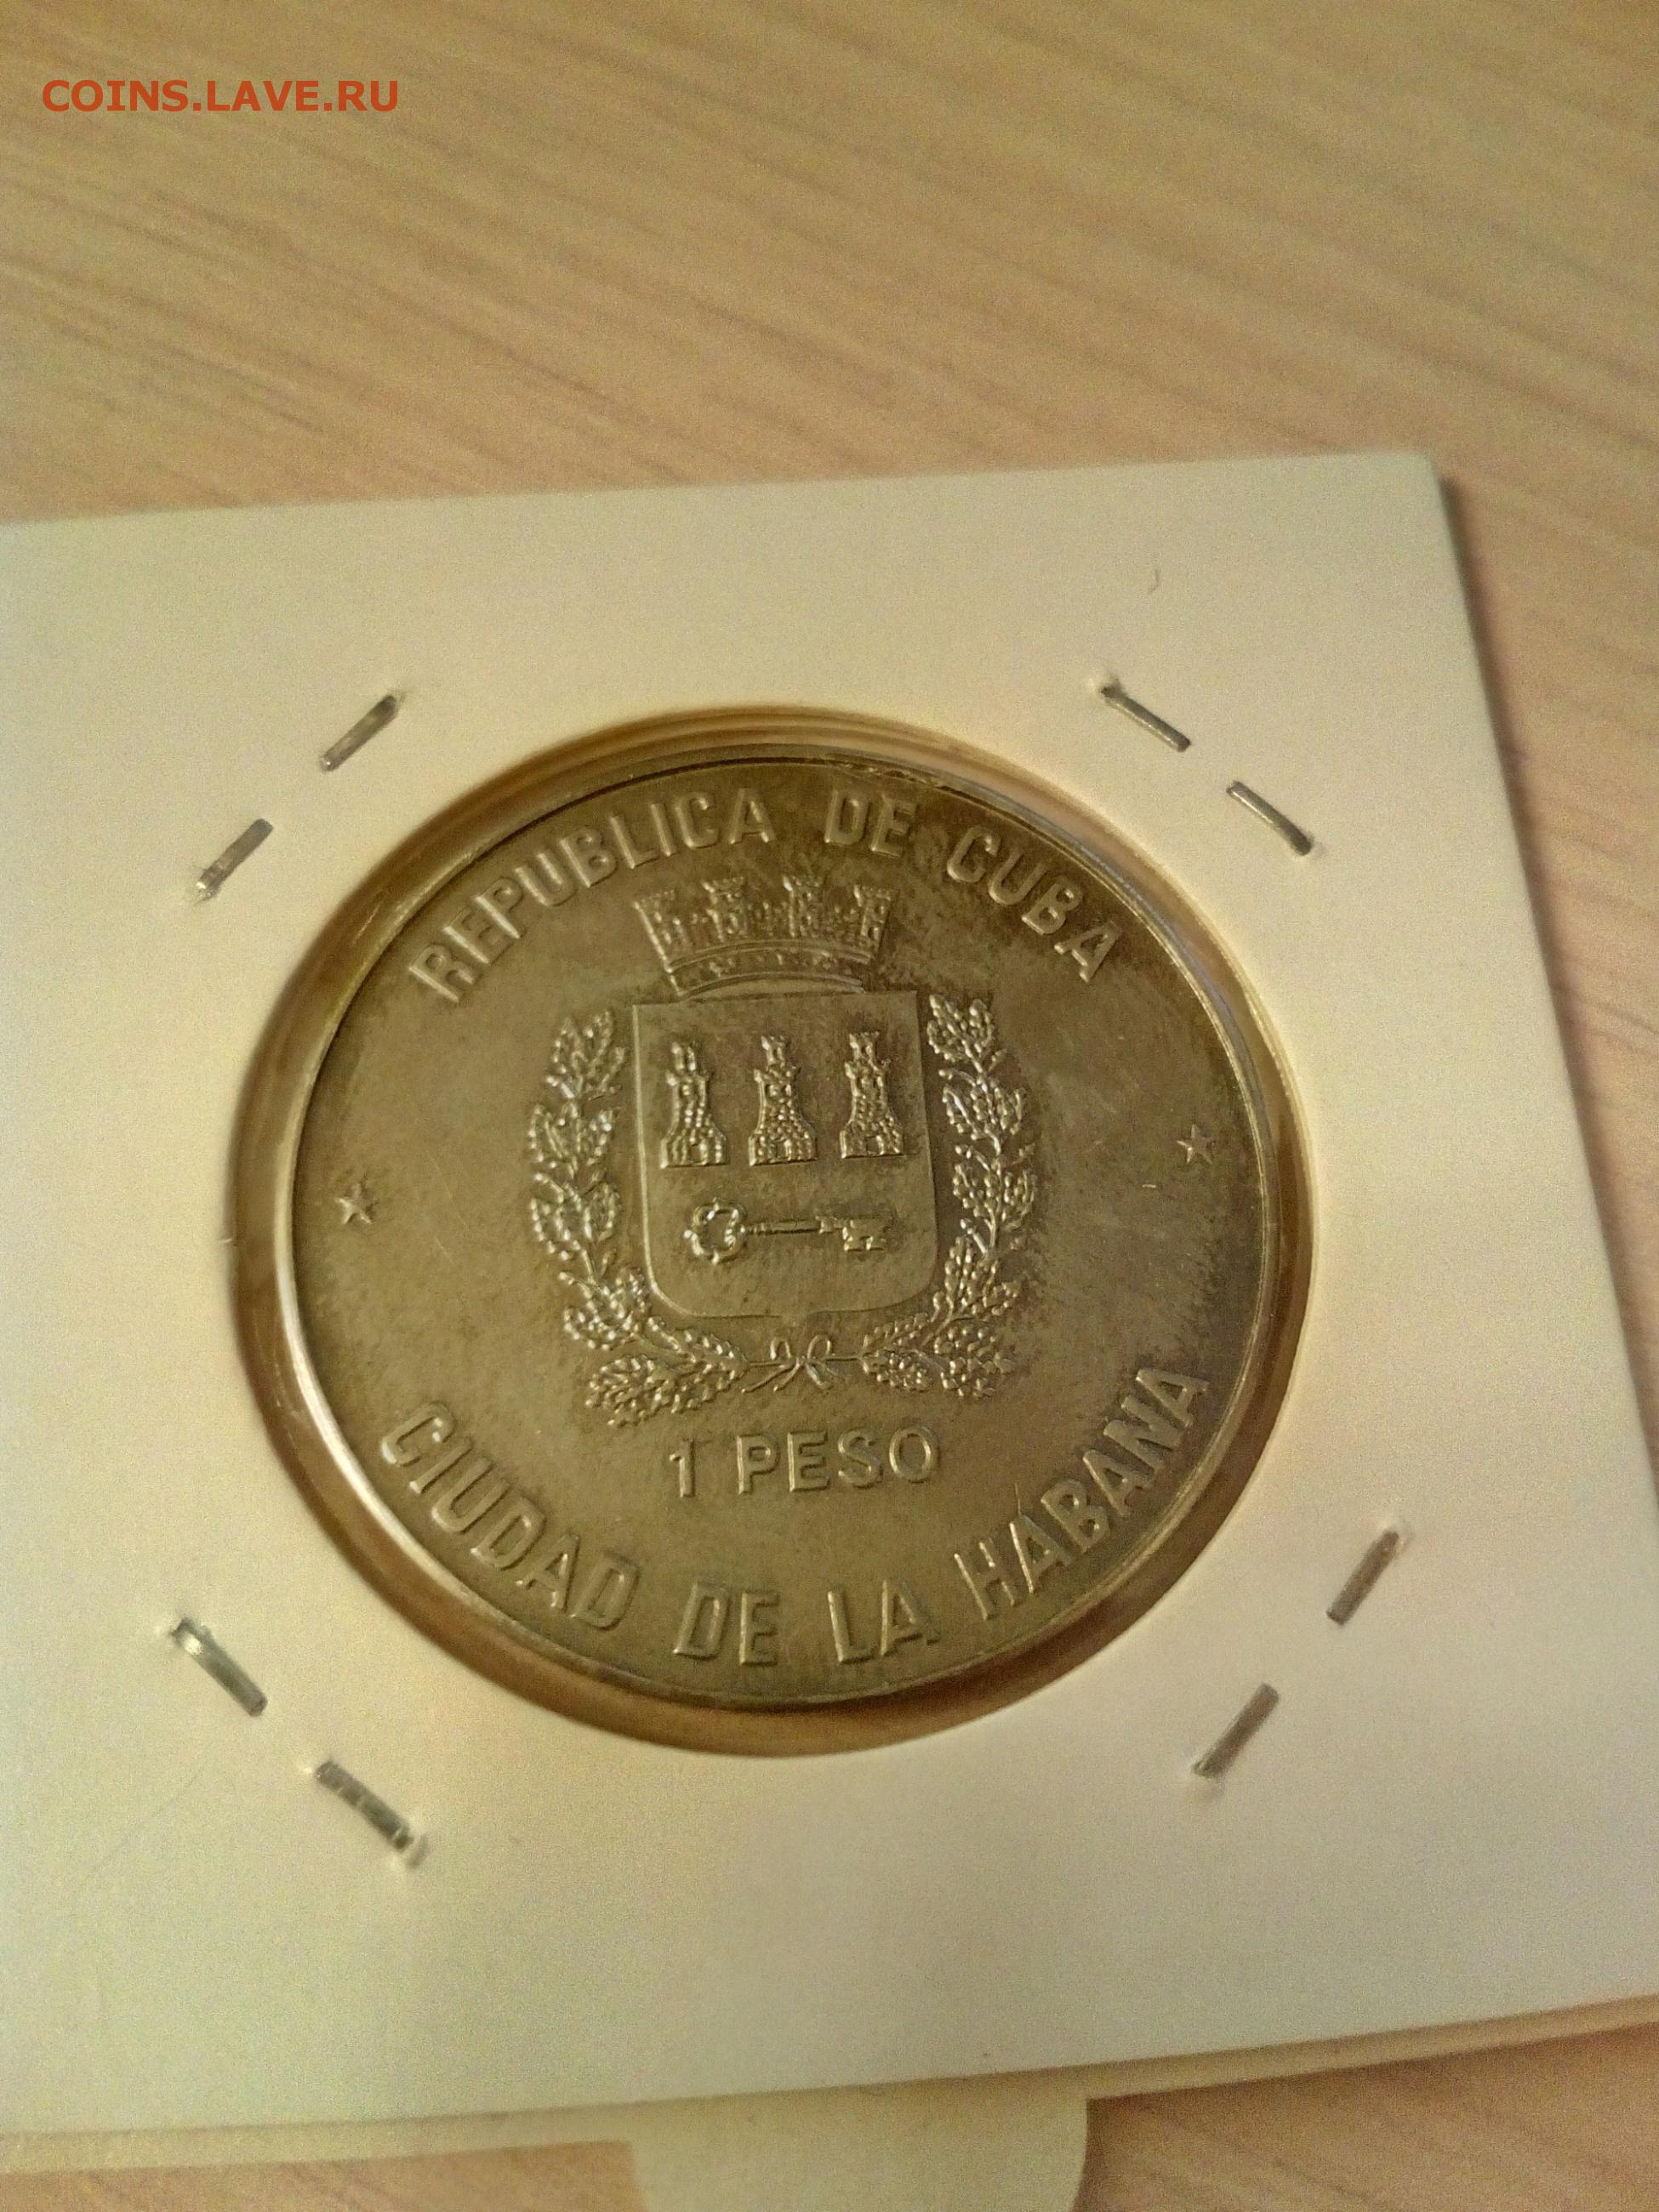 COINS.LAVE.RU
REPUBLICA DE CUBA
1 PESO
CIUDAD DE LA HABANA